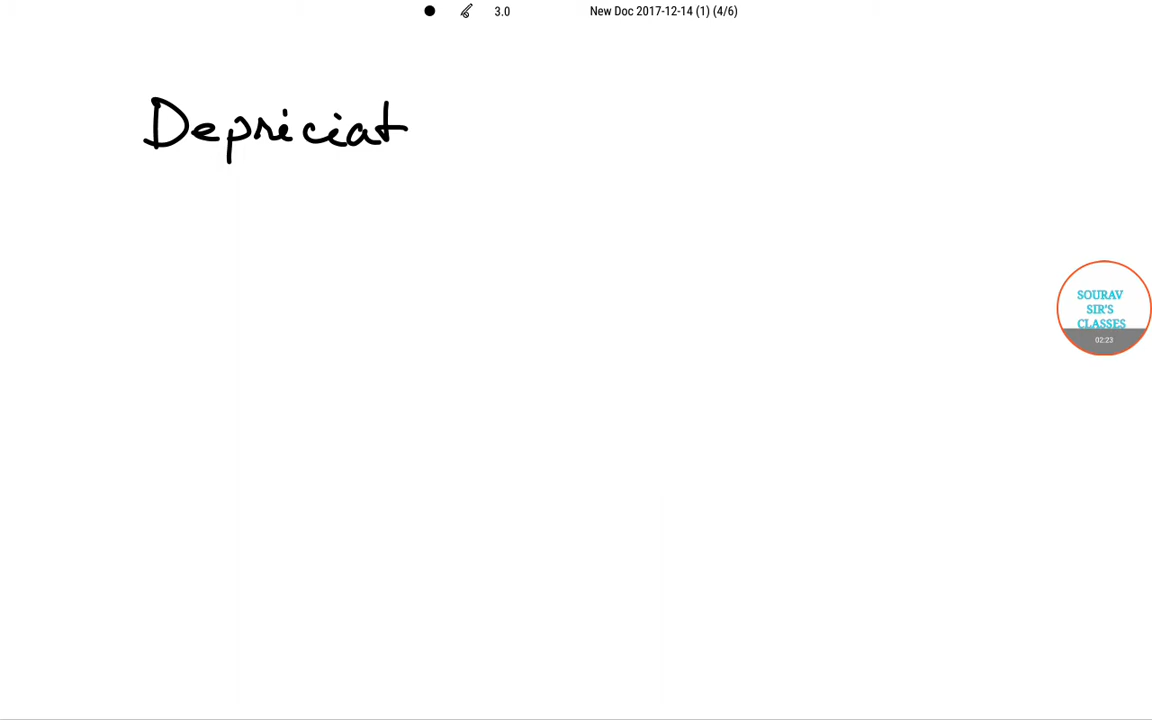 3.0 New Doc 2017-12-14 (1) (4/6)
Depriciat
SOURAV
SIR'S
CLASSES
02:23